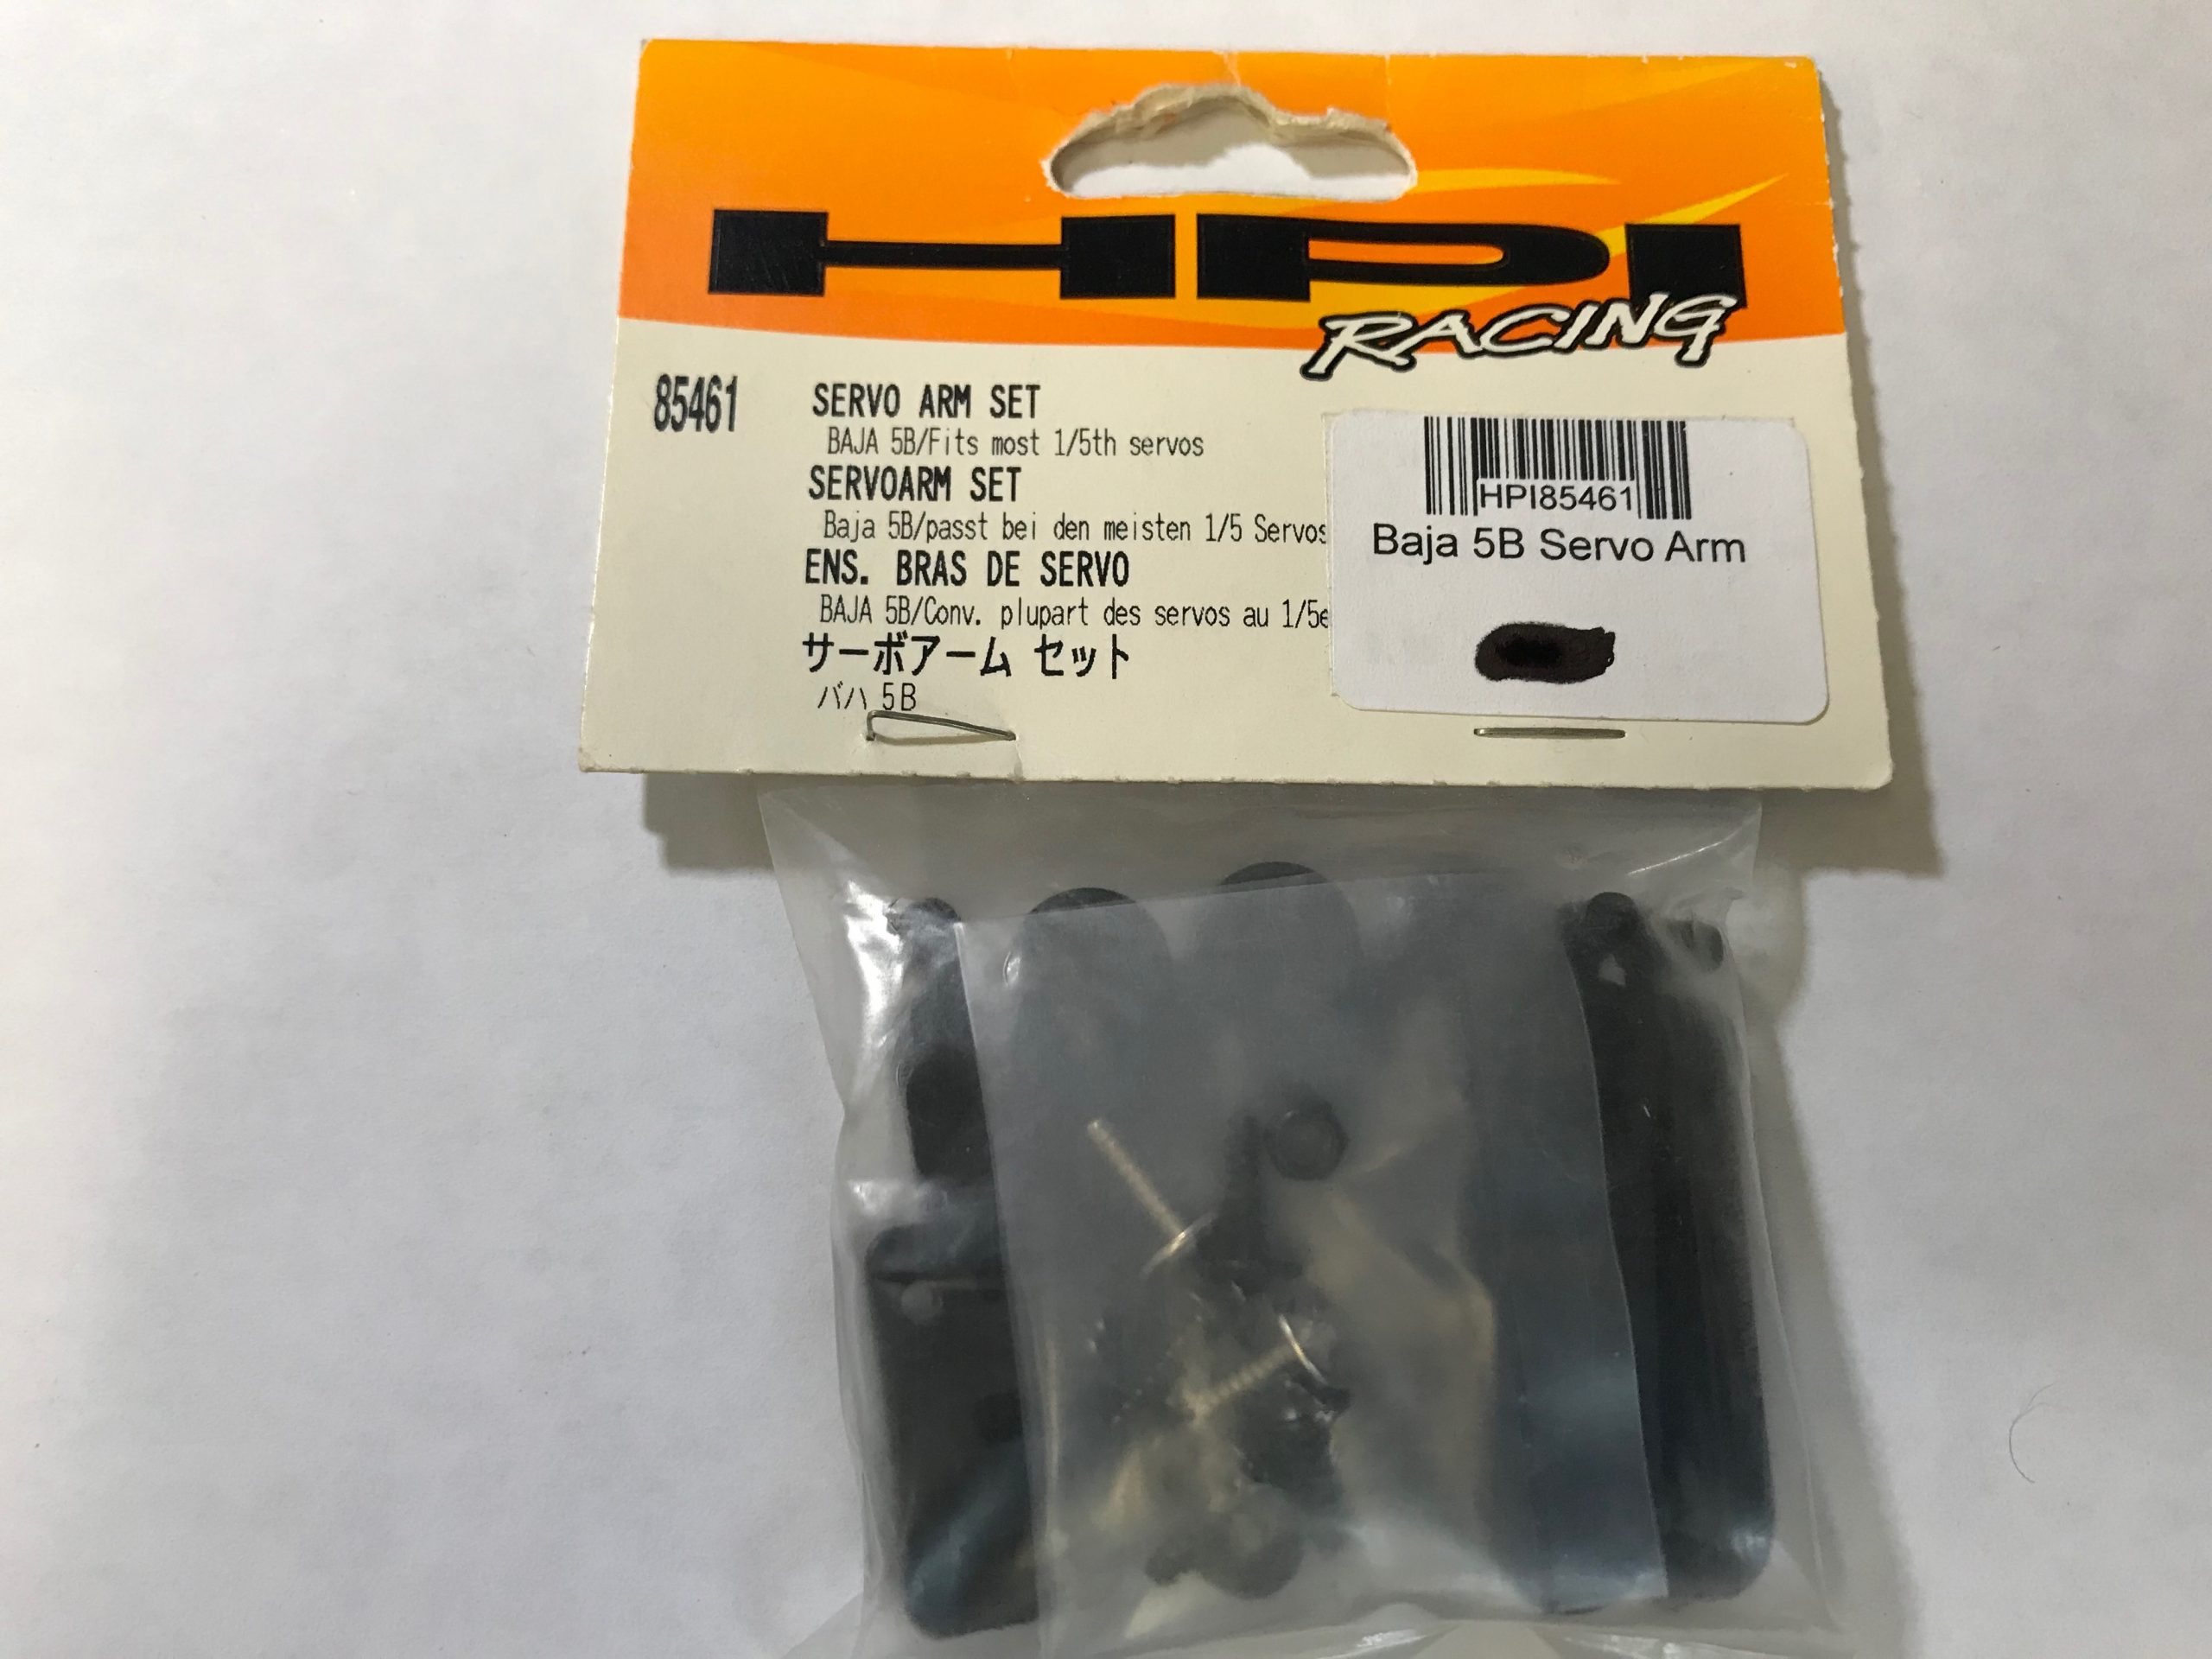 HPI
RACING
85461
SERVO ARM SET
BAJA 5B/Fits most 1/5th servos
SERVOARM SET
Baja 5B/passt bei den meisten 1/5 Servos
ENS. BRAS DE SERVO
BAJA 5B/Conv. plupart des servos au 1/5e
サーボアーム セット
バハ 5B
HPI85461
Baja 5B Servo Arm